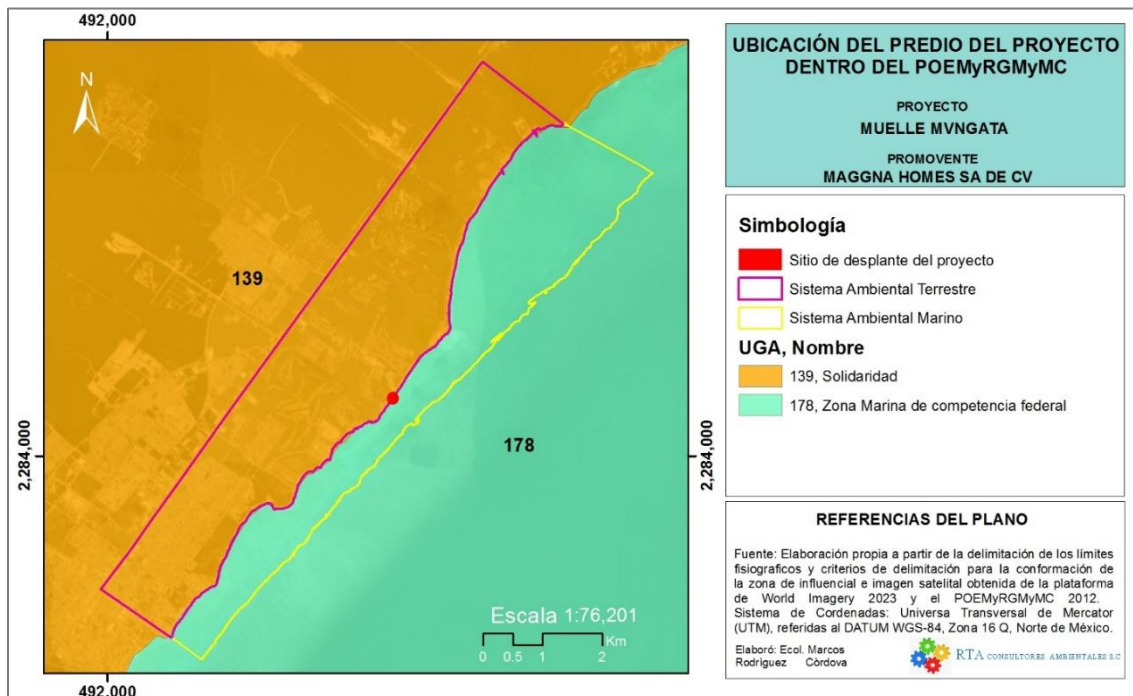 492,000
N
139
178
2,284,000
2,284,000
Escala 1:76,201
Km
0 0.5 1 2
492,000
UBICACIÓN DEL PREDIO DEL PROYECTO
DENTRO DEL POEMyRGMyMC
PROYECTO
MUELLE MVNGATA
PROMOVENTE
MAGGNA HOMES SA DE CV
Simbología
Sitio de desplante del proyecto
Sistema Ambiental Terrestre
Sistema Ambiental Marino
UGA, Nombre
139, Solidaridad
178, Zona Marina de competencia federal
REFERENCIAS DEL PLANO
Fuente: Elaboración propia a partir de la delimitación de los límites
fisiograficos y criterios de delimitación para la conformación de
la zona de influencial e imagen satelital obtenida de la plataforma
de World Imagery 2023 y el POEMyRGMyMC 2012.
Sistema de Cordenadas: Universa Transversal de Mercator
(UTM), referidas al DATUM WGS-84, Zona 16 Q, Norte de México.
Elaboró: Ecol. Marcos
Rodrìguez Còrdova
RTA CONSULTORES AMBIENTALES S.C